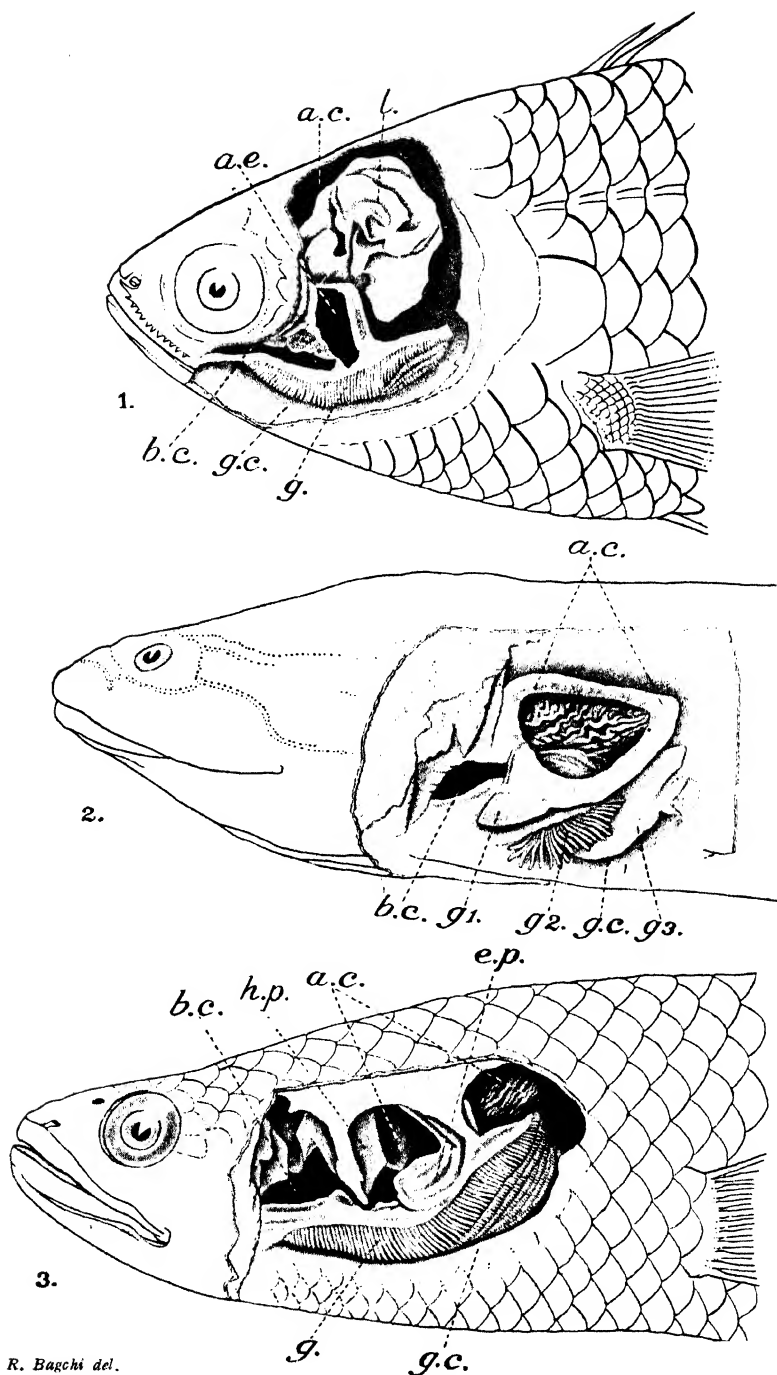 a.c. l.
a.e.
1.
b.c. g.c. g.
a.c.
2.
b.c. g1. g2. g.c. g3.
e.p.
b.c. h.p. a.c.
3.
g. g.c.
R. Bagchi del.